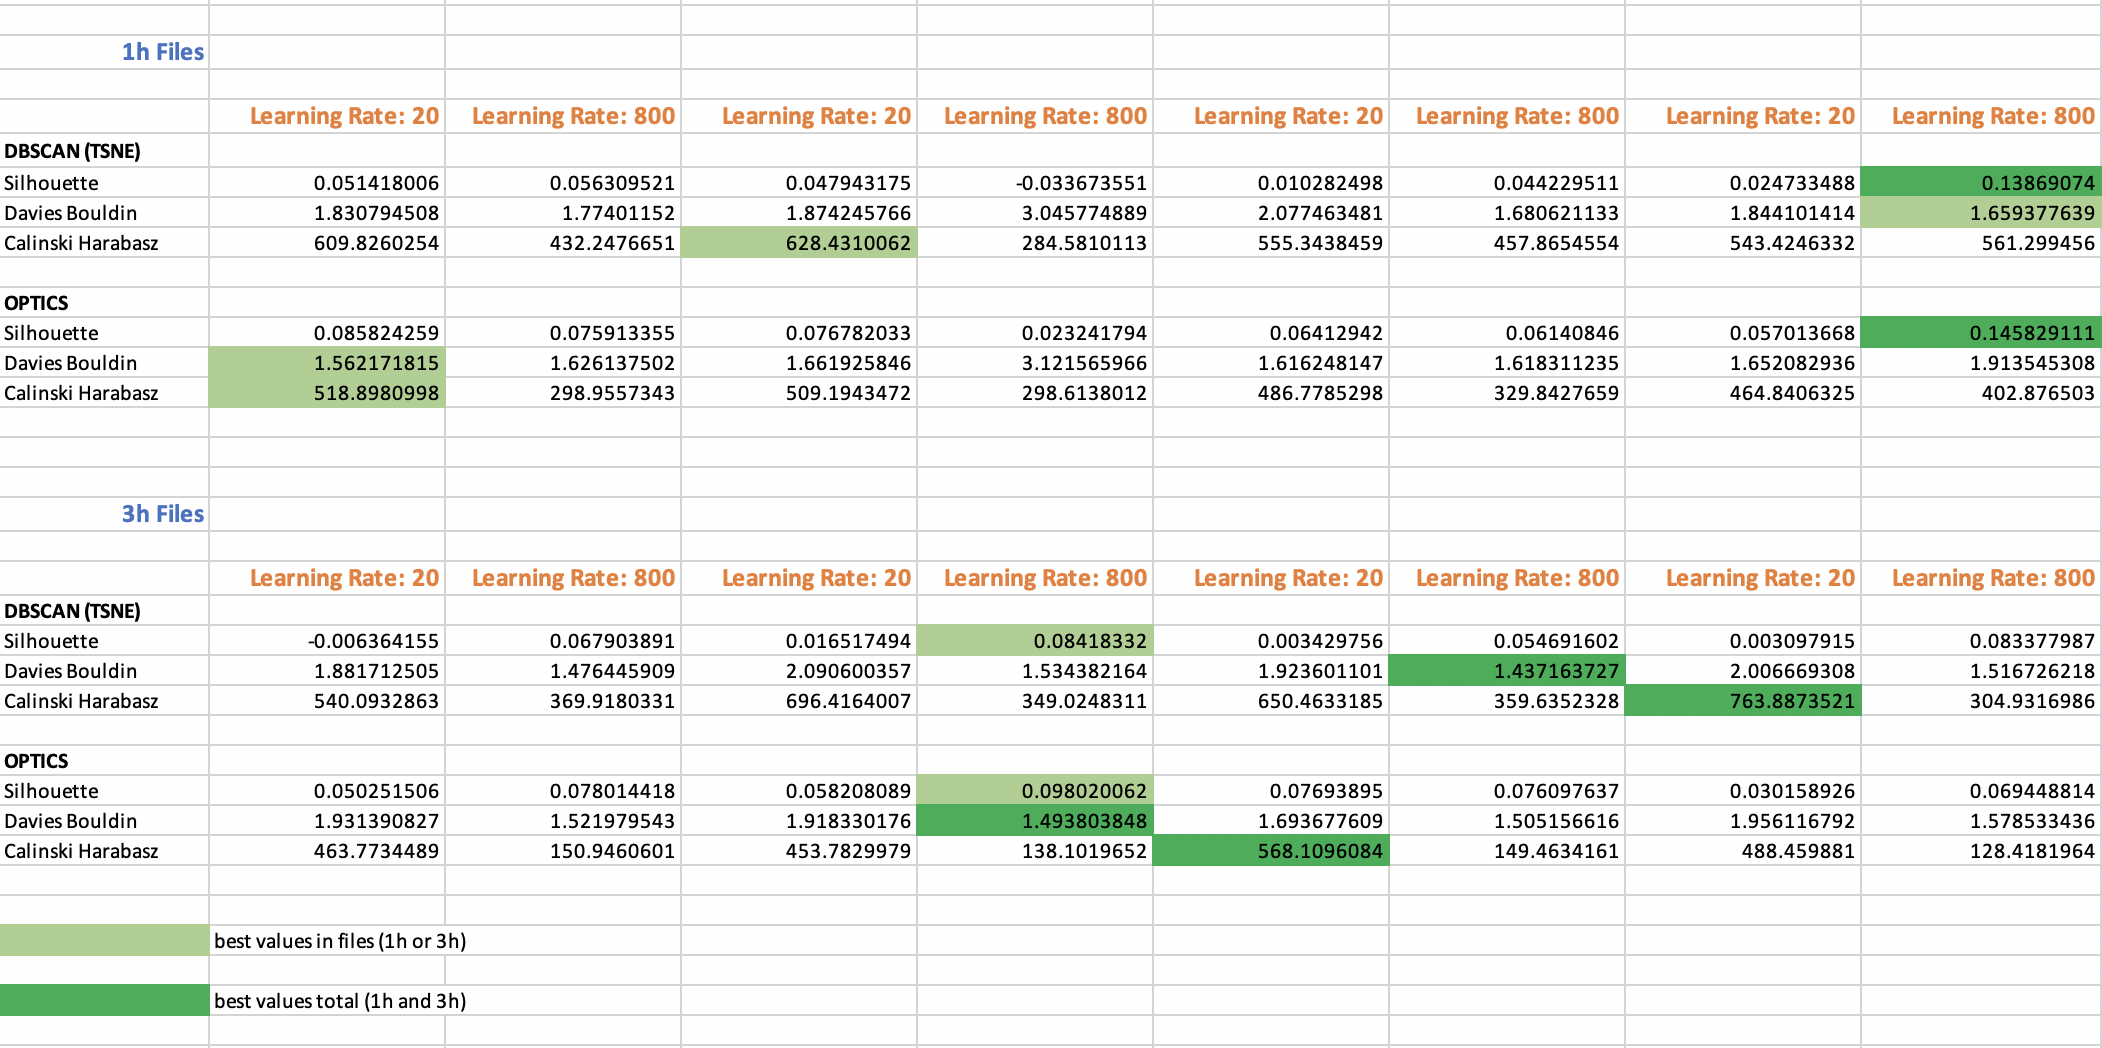 1h Files
Learning Rate: 20 Learning Rate: 800 Learning Rate: 20 Learning Rate: 800 Learning Rate: 20 Learning Rate: 800 Learning Rate: 20 Learning Rate: 800
DBSCAN (TSNE)
Silhouette 0.051418006 0.056309521 0.047943175 -0.033673551 0.010282498 0.044229511 0.024733488 0.13869074
Davies Bouldin 1.830794508 1.77401152 1.874245766 3.045774889 2.077463481 1.680621133 1.844101414 1.659377639
Calinski Harabasz 609.8260254 432.2476651 628.4310062 284.5810113 555.3438459 457.8654554 543.4246332 561.299456
OPTICS
Silhouette 0.085824259 0.075913355 0.076782033 0.023241794 0.06412942 0.06140846 0.057013668 0.145829111
Davies Bouldin 1.562171815 1.626137502 1.661925846 3.121565966 1.616248147 1.618311235 1.652082936 1.913545308
Calinski Harabasz 518.8980998 298.9557343 509.1943472 298.6138012 486.7785298 329.8427659 464.8406325 402.876503
3h Files
Learning Rate: 20 Learning Rate: 800 Learning Rate: 20 Learning Rate: 800 Learning Rate: 20 Learning Rate: 800 Learning Rate: 20 Learning Rate: 800
DBSCAN (TSNE)
Silhouette -0.006364155 0.067903891 0.016517494 0.08418332 0.003429756 0.054691602 0.003097915 0.083377987
Davies Bouldin 1.881712505 1.476445909 2.090600357 1.534382164 1.923601101 1.437163727 2.006669308 1.516726218
Calinski Harabasz 540.0932863 369.9180331 696.4164007 349.0248311 650.4633185 359.6352328 763.8873521 304.9316986
OPTICS
Silhouette 0.050251506 0.078014418 0.058208089 0.098020062 0.07693895 0.076097637 0.030158926 0.069448814
Davies Bouldin 1.931390827 1.521979543 1.918330176 1.493803848 1.693677609 1.505156616 1.956116792 1.578533436
Calinski Harabasz 463.7734489 150.9460601 453.7829979 138.1019652 568.1096084 149.4634161 488.459881 128.4181964
best values in files (1h or 3h)
best values total (1h and 3h)